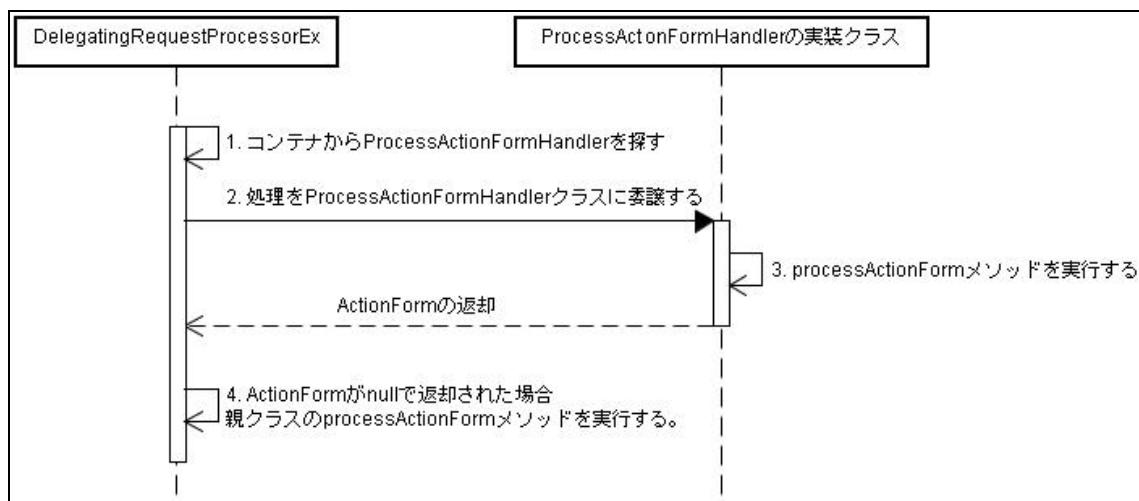 DelegatingRequestProcessorEx
ProcessActonFormHandlerの実装クラス
1. コンテナからProcessActionFormHandlerを探す
2. 処理をProcessActionFormHandlerクラスに委譲する
3. processActionFormメソッドを実行する
ActionFormの返却
4. ActionFormがnullで返却された場合
親クラスのprocessActionFormメソッドを実行する。